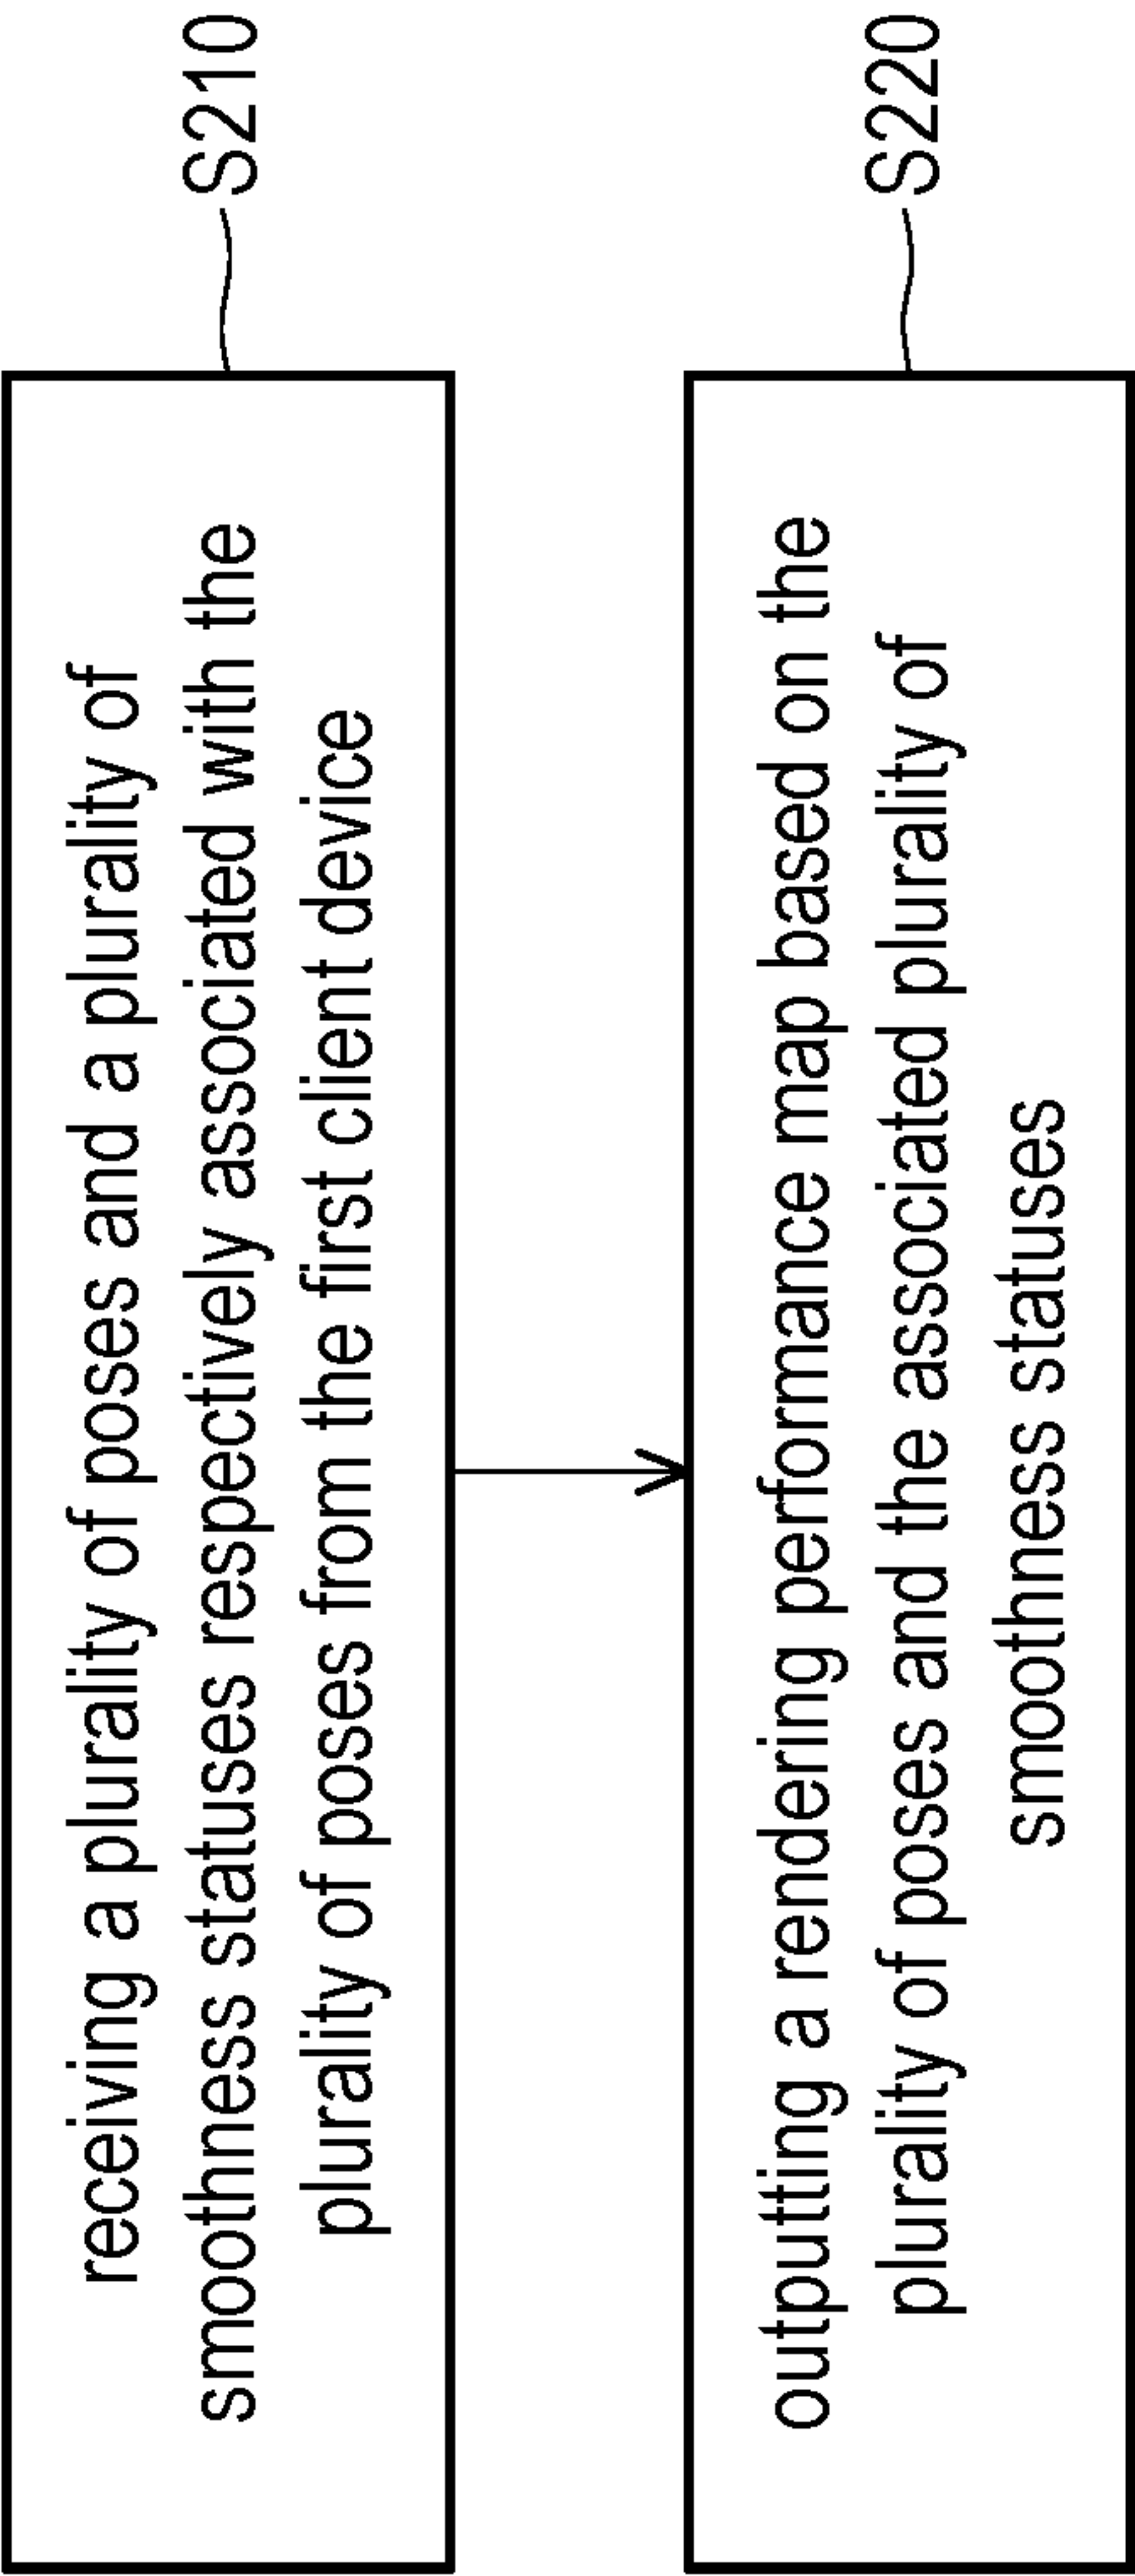 receiving a plurality of poses and a plurality of
smoothness statuses respectively associated with the
plurality of poses from the first client device
S210
outputting a rendering performance map based on the
plurality of poses and the associated plurality of
smoothness statuses
S220